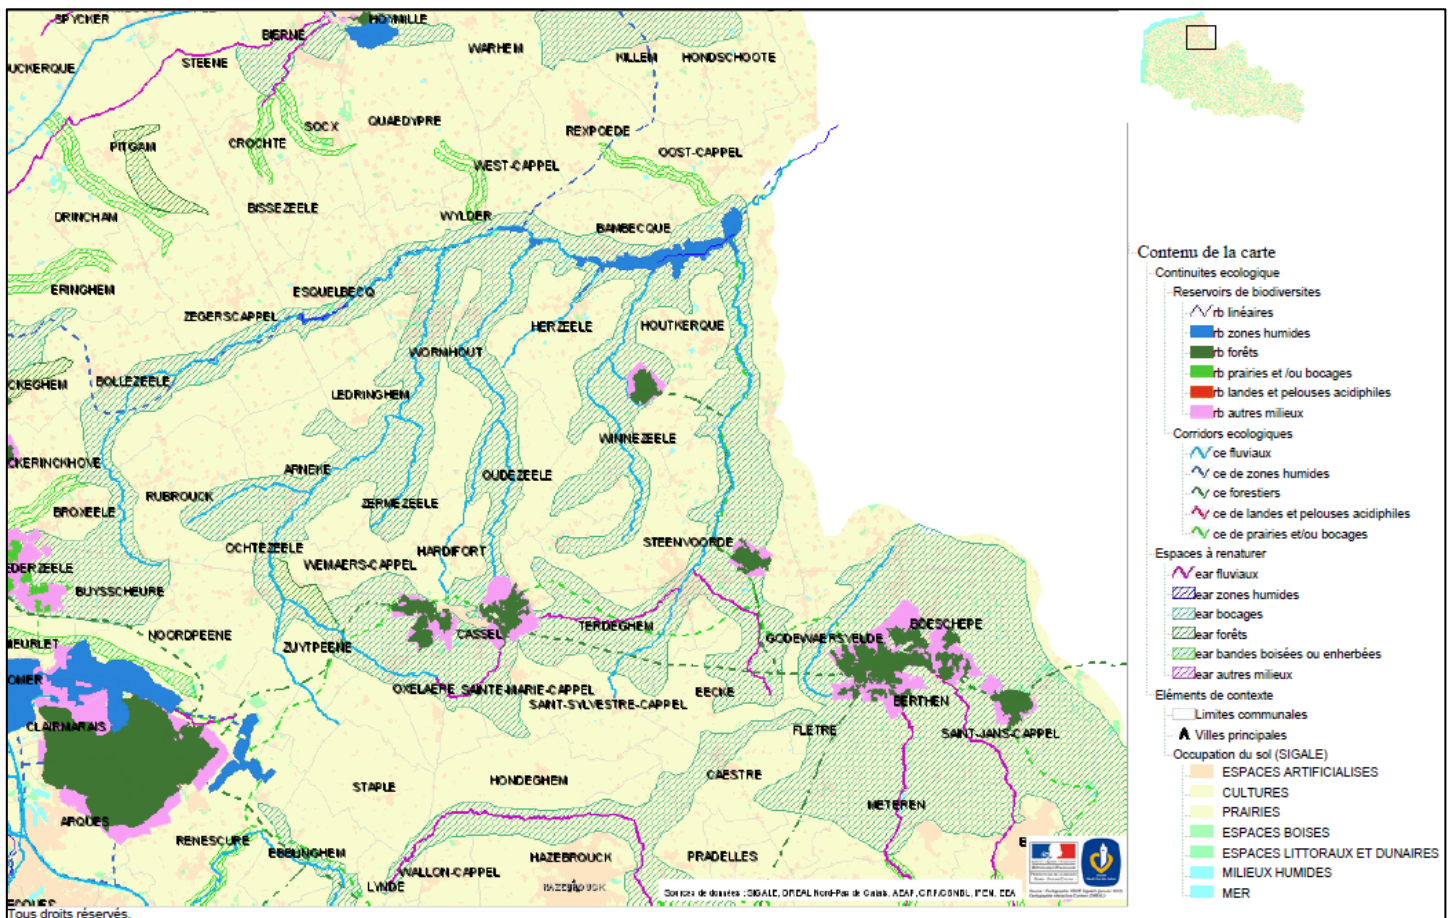 SPYCKER
HOYMILLE
BIERNE
WARHEM
STEENE
KILLEM
HONDSCHOOTE
UCKERQUE
SOCX
QUAEDYPRE
REXPOEDE
PITGAM
CROCHTE
OOST-CAPPEL
WEST-CAPPEL
BISSEZEELE
DRINCHAM
WYLDER
BAMBECQUE
ERINGHEM
ESQUELBECQ
ZEGERSCAPPEL
HERZEELE
HOUTKERQUE
WORMHOUT
CKEGHEM
BOLLEZEELE
LEDRINGHEM
WINNEZEELE
CKERINCKHOVE
ARNEKE
OUDEZEELE
RUBROUCK
ZERMEZEELE
BROXEELE
STEENVOORDE
OCHTEZEELE
HARDIFORT
WEMAERS-CAPPEL
EDERZEELE
BUYSSCHEURE
NOORDPEENE
CASSEL
TERDEGHEM
GODEWAERSVELDE
BOESCHEPE
MEURLET
ZUYTPEENE
OMER
OXELAERE
SAINTE-MARIE-CAPPEL
SAINT-SYLVESTRE-CAPPEL
EECKE
BERTHEN
CLAIRMARAIS
FLETRE
SAINT-JANS-CAPPEL
STAPLE
HONDEGHEM
CAESTRE
METEREN
ARQUES
RENESCURE
EBBLINGHEM
WALLON-CAPPEL
HAZEBROUCK
PRADELLES
LYNDE
HAZEBROUCK
Sources de données : SIGALE, DREAL Nord-Pas de Calais, AEAP, CRP/CBNBL, IFEN, EEA
Tous droits réservés.
Contenu de la carte
Continuites ecologique
Reservoirs de biodiversites
rb linéaires
rb zones humides
rb forêts
rb prairies et /ou bocages
rb landes et pelouses acidiphiles
rb autres milieux
Corridors ecologiques
ce fluviaux
ce de zones humides
ce forestiers
ce de landes et pelouses acidiphiles
ce de prairies et/ou bocages
Espaces à renaturer
ear fluviaux
ear zones humides
ear bocages
ear forêts
ear bandes boisées ou enherbées
ear autres milieux
Eléments de contexte
Limites communales
A Villes principales
Occupation du sol (SIGALE)
ESPACES ARTIFICIALISES
CULTURES
PRAIRIES
ESPACES BOISES
ESPACES LITTORAUX ET DUNAIRES
MILIEUX HUMIDES
MER